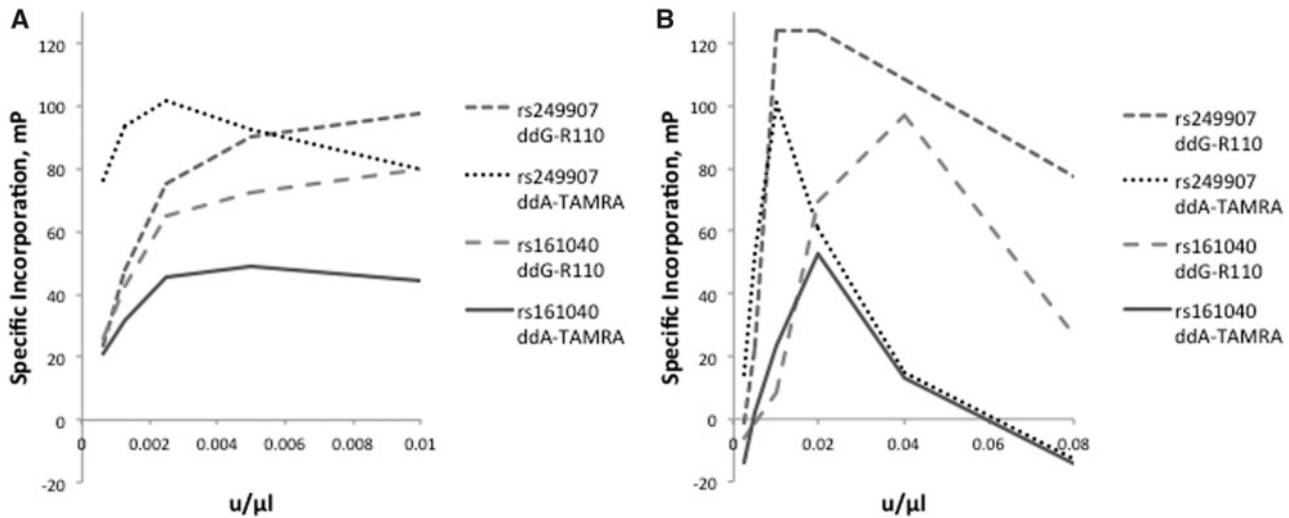 A
Specific Incorporation, mP
120
100
80
60
40
20
0
-20
0
0.002
0.004
0.006
0.008
0.01
u/µl
rs249907
ddG-R110
rs249907
ddA-TAMRA
rs161040
ddG-R110
rs161040
ddA-TAMRA
B
Specific Incorporation, mP
120
100
80
60
40
20
0
-20
0
0.02
0.04
0.06
0.08
u/µl
rs249907
ddG-R110
rs249907
ddA-TAMRA
rs161040
ddG-R110
rs161040
ddA-TAMRA